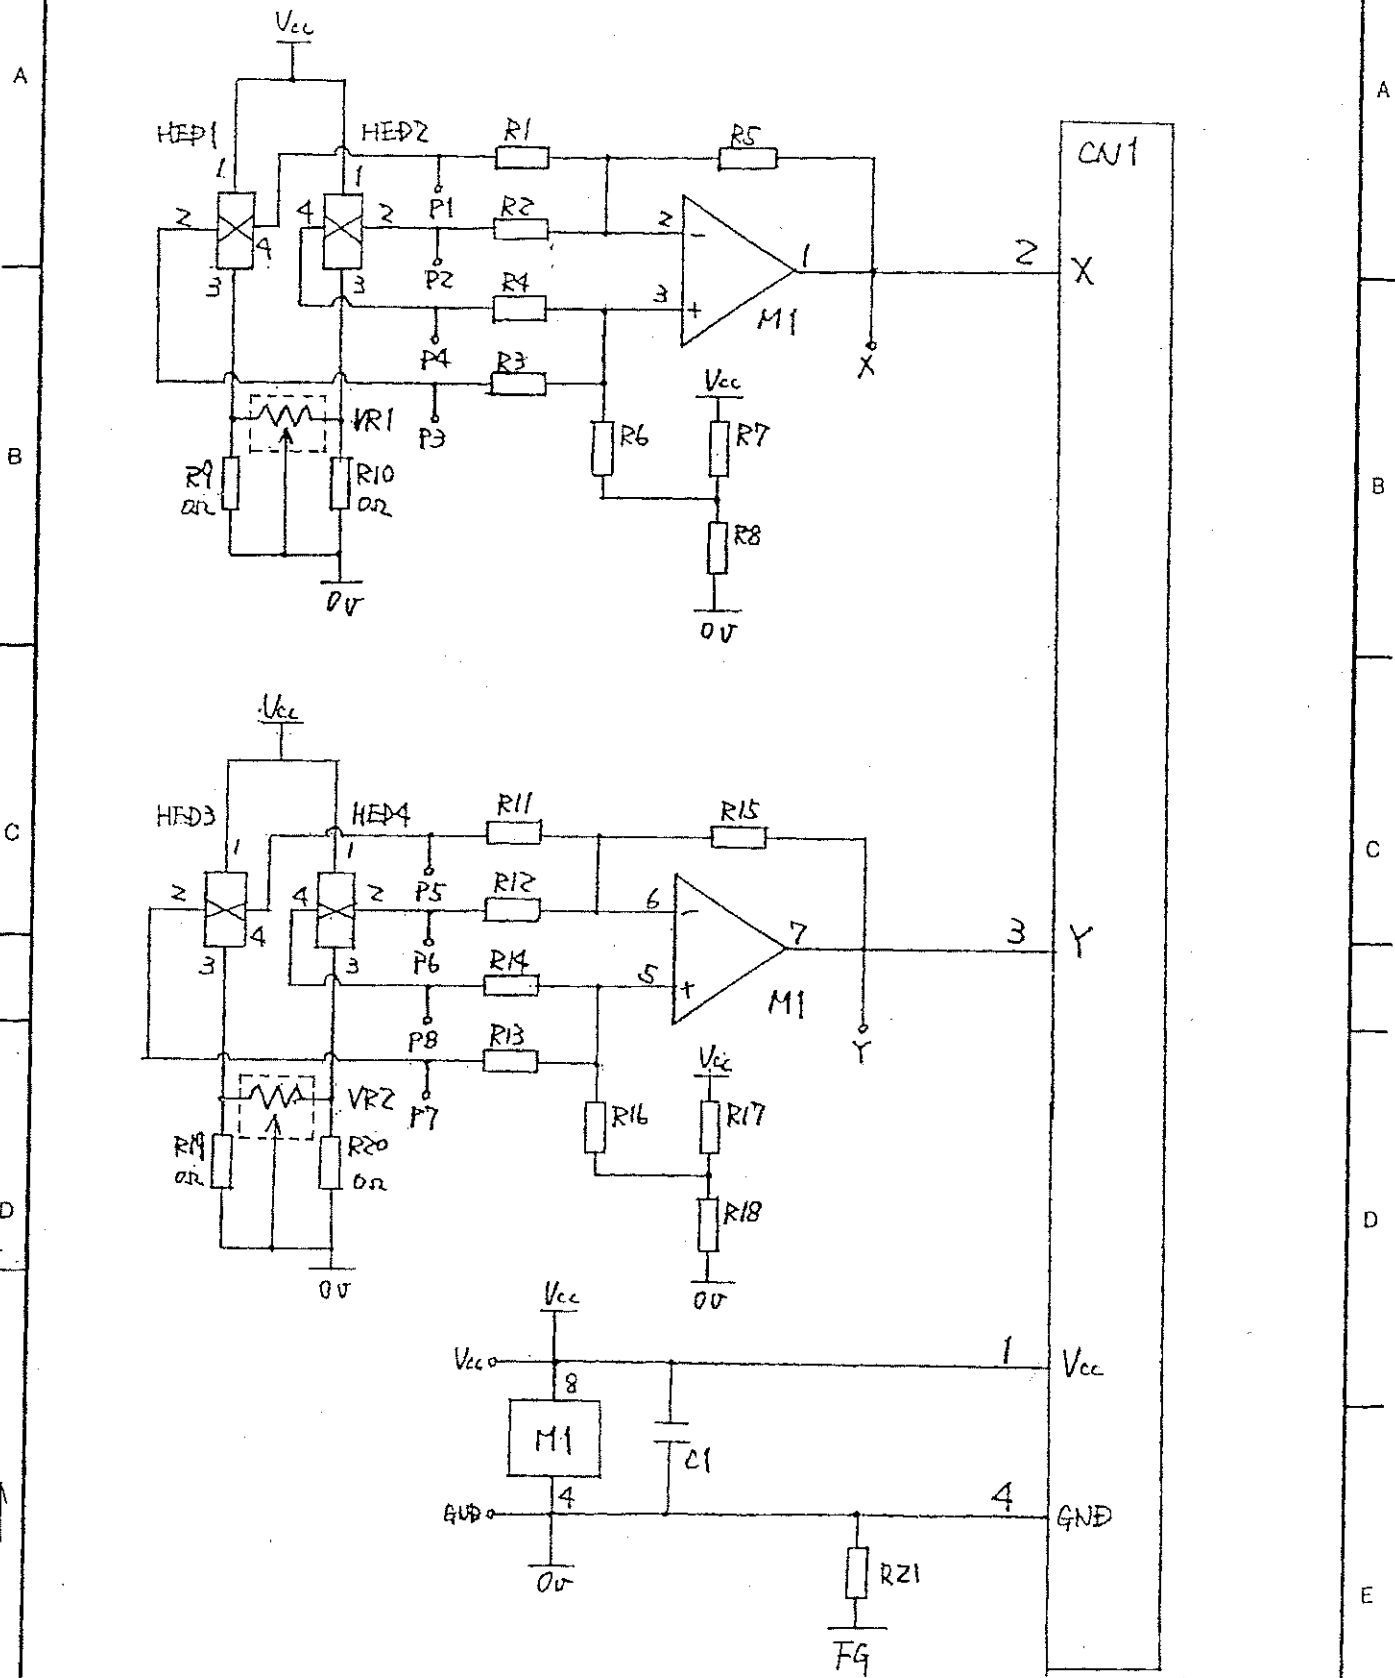 Vcc
A
A
HED1
HED2
R1
R5
CN1
1
1
2
4
4
2
P1
R2
2
-
1
2
X
3
3
P2
R4
3
+
M1
P4
R3
X
Vcc
VR1
P3
R6
R7
B
B
R9
0Ω
R10
0Ω
R8
0V
0V
Vcc
HED3
HED4
R11
R15
C
C
1
1
2
4
4
2
P5
R12
6
-
7
3
Y
3
3
P6
R14
5
+
M1
P8
R13
Y
Vcc
VR2
P7
R16
R17
R19
0Ω
R20
0Ω
R18
D
D
0V
0V
Vcc
Vcc
1
Vcc
8
M1
C1
GND
4
4
GND
0V
R21
E
FG